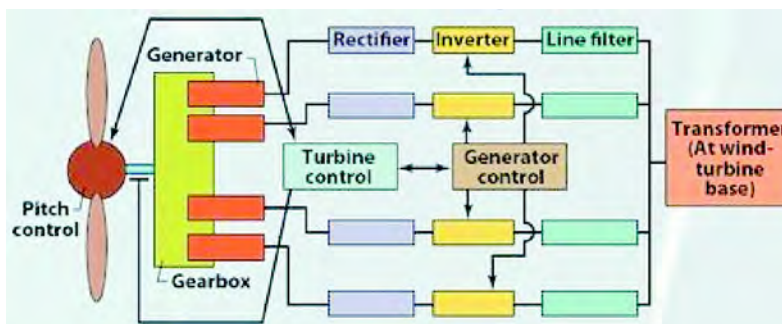 Generator
Rectifier
Inverter
Line filter
Transformer
(At wind-
turbine
base)
Turbine
control
Generator
control
Pitch
control
Gearbox